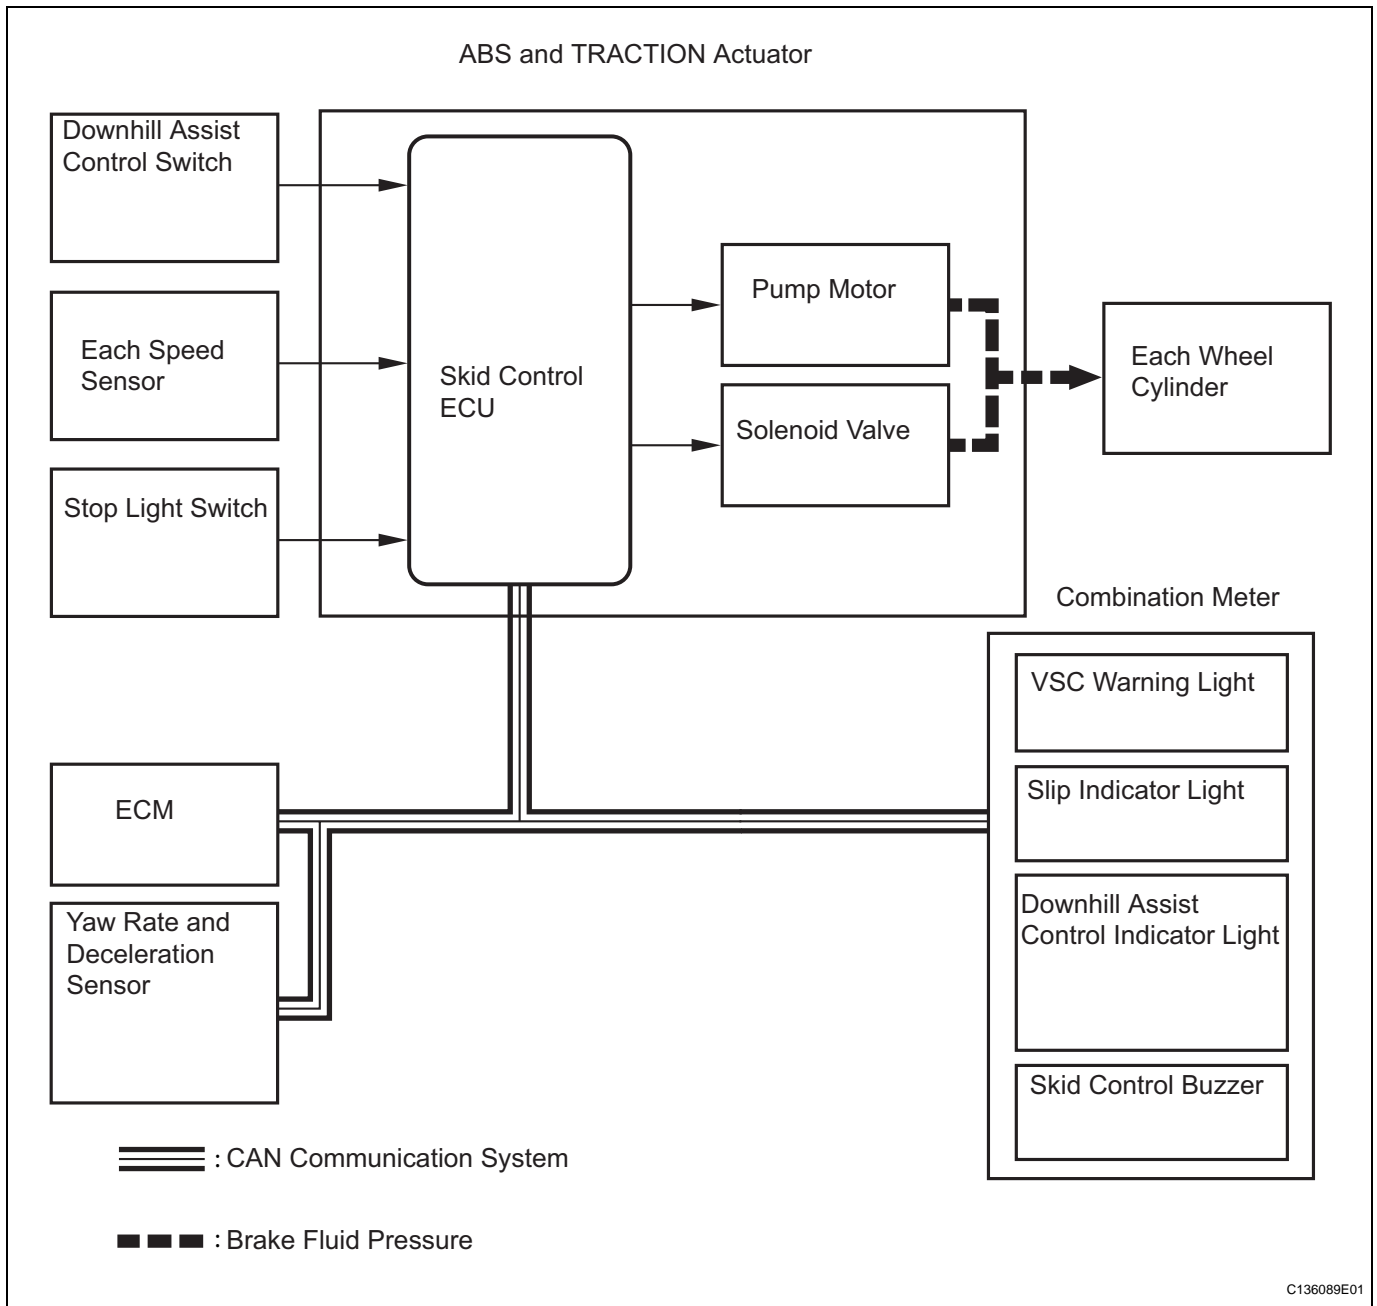 ABS and TRACTION Actuator
Downhill Assist
Control Switch
Each Speed
Sensor
Stop Light Switch
Skid Control
ECU
Pump Motor
Solenoid Valve
Each Wheel
Cylinder
Combination Meter
VSC Warning Light
Slip Indicator Light
Downhill Assist
Control Indicator Light
Skid Control Buzzer
ECM
Yaw Rate and
Deceleration
Sensor
: CAN Communication System
: Brake Fluid Pressure
C136089E01